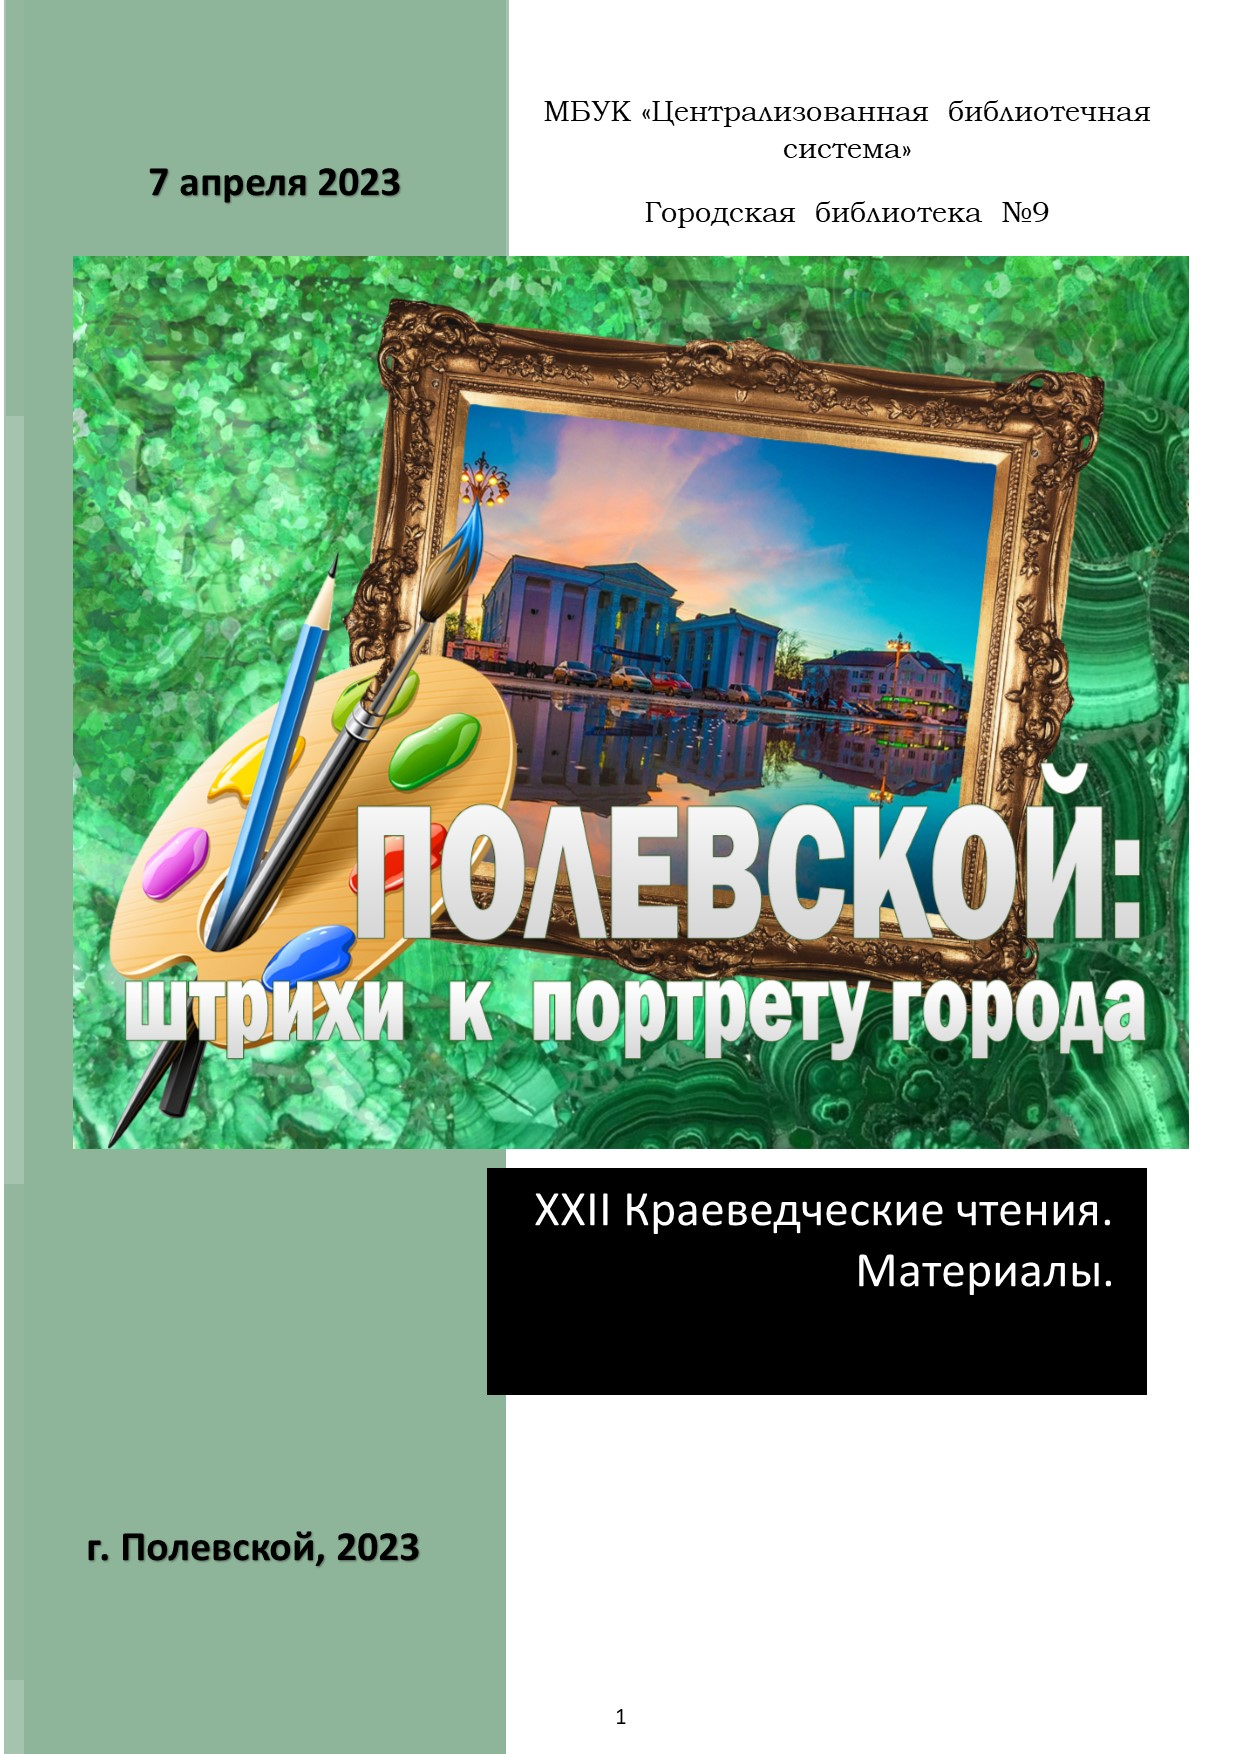 МБУК «Централизованная библиотечная
система»
7 апреля 2023
Городская библиотека №9
ПОЛЕВСКОЙ:
штрихи к портрету города
XXII Краеведческие чтения.
Материалы.
г. Полевской, 2023
1